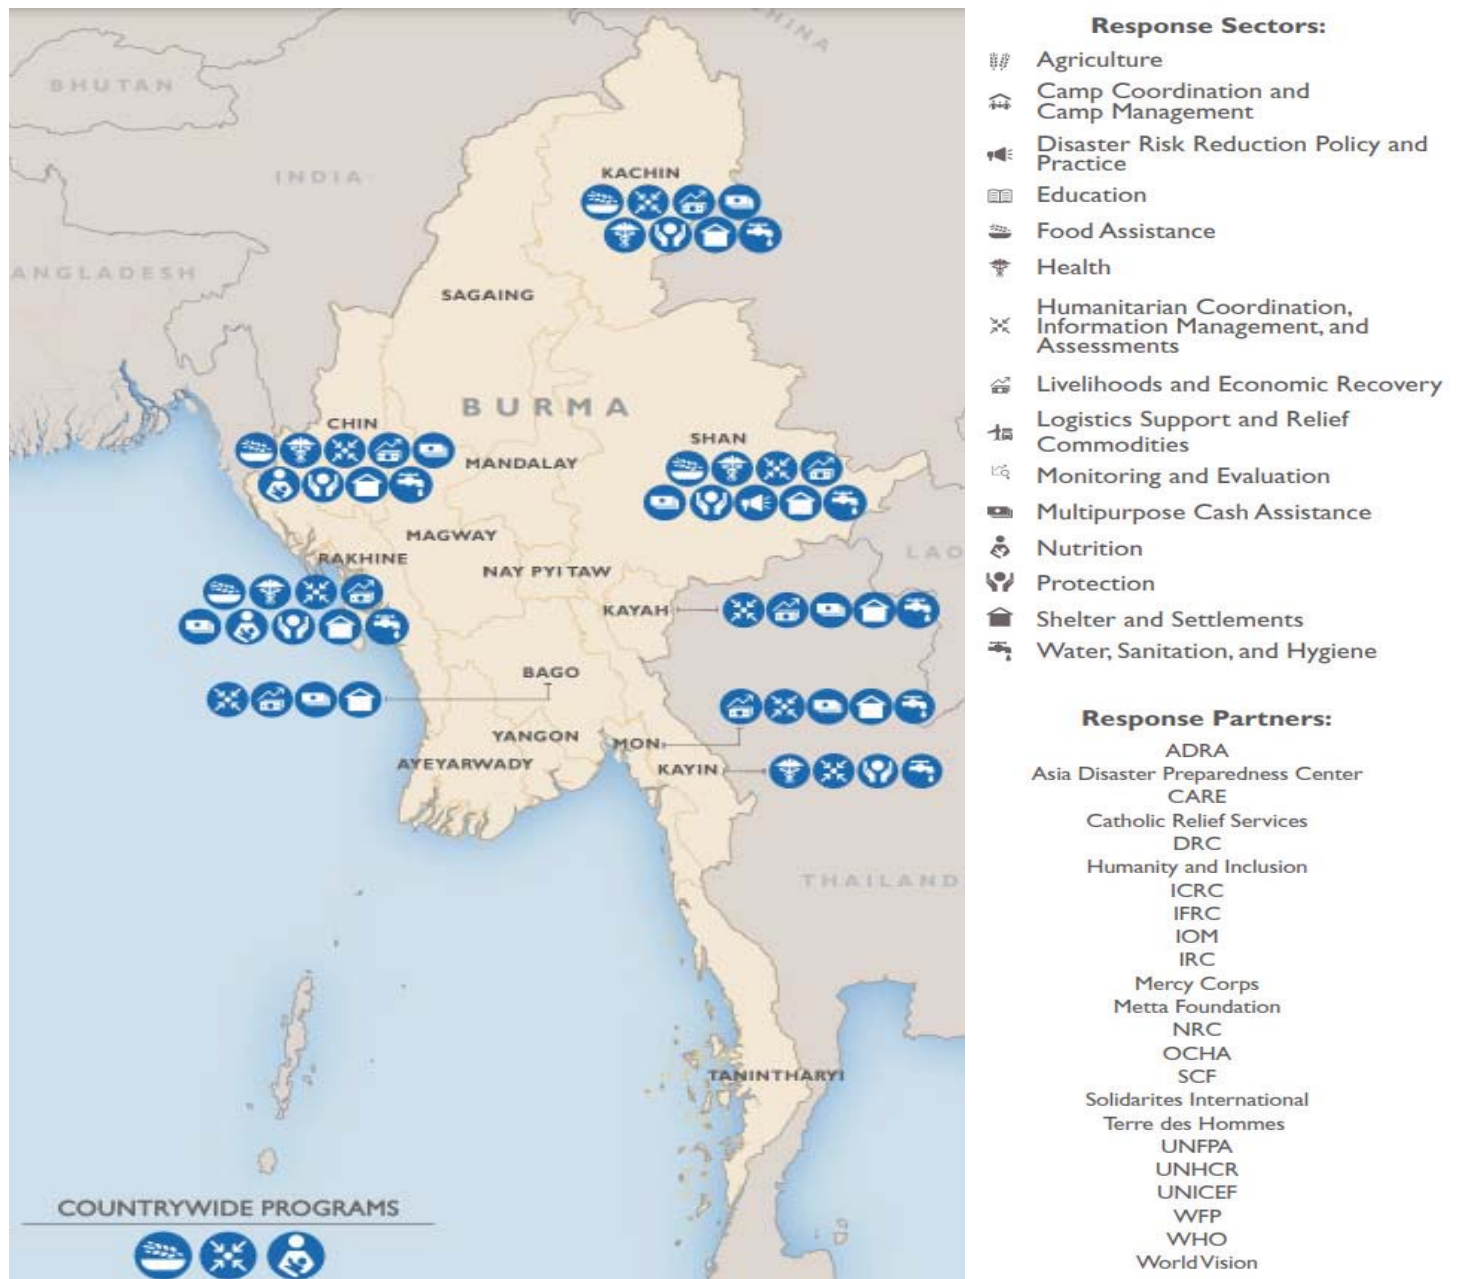 CHINA
BHUTAN
INDIA
KACHIN
ANGLADESH
SAGAING
BURMA
CHIN
SHAN
MANDALAY
MAGWAY
RAKHINE
LAO
NAY PYI TAW
KAYAH
BAGO
YANGON
MON
AYEYARWADY
KAYIN
THAILAND
TANINTHARYI
COUNTRYWIDE PROGRAMS
Response Sectors:
Agriculture
Camp Coordination and
Camp Management
Disaster Risk Reduction Policy and
Practice
Education
Food Assistance
Health
Humanitarian Coordination,
Information Management, and
Assessments
Livelihoods and Economic Recovery
Logistics Support and Relief
Commodities
Monitoring and Evaluation
Multipurpose Cash Assistance
Nutrition
Protection
Shelter and Settlements
Water, Sanitation, and Hygiene
Response Partners:
ADRA
Asia Disaster Preparedness Center
CARE
Catholic Relief Services
DRC
Humanity and Inclusion
ICRC
IFRC
IOM
IRC
Mercy Corps
Metta Foundation
NRC
OCHA
SCF
Solidarites International
Terre des Hommes
UNFPA
UNHCR
UNICEF
WFP
WHO
World Vision